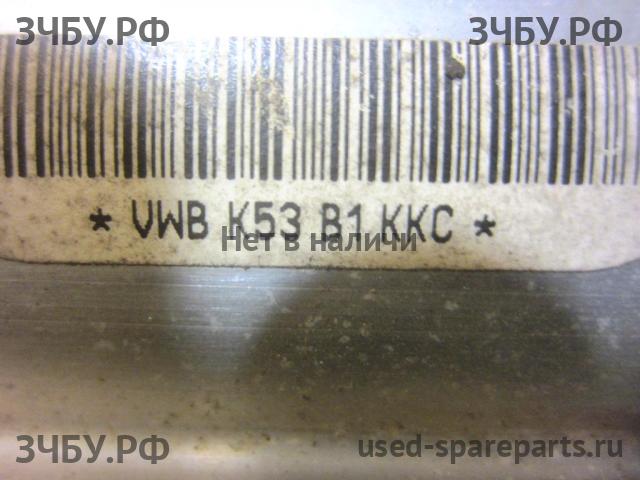 ЗЧБУ.РФ ЗЧБУ.РФ
* VWB K53 B1 KKC *
Нет в наличи
ЗЧБУ.РФ used-spareparts.ru